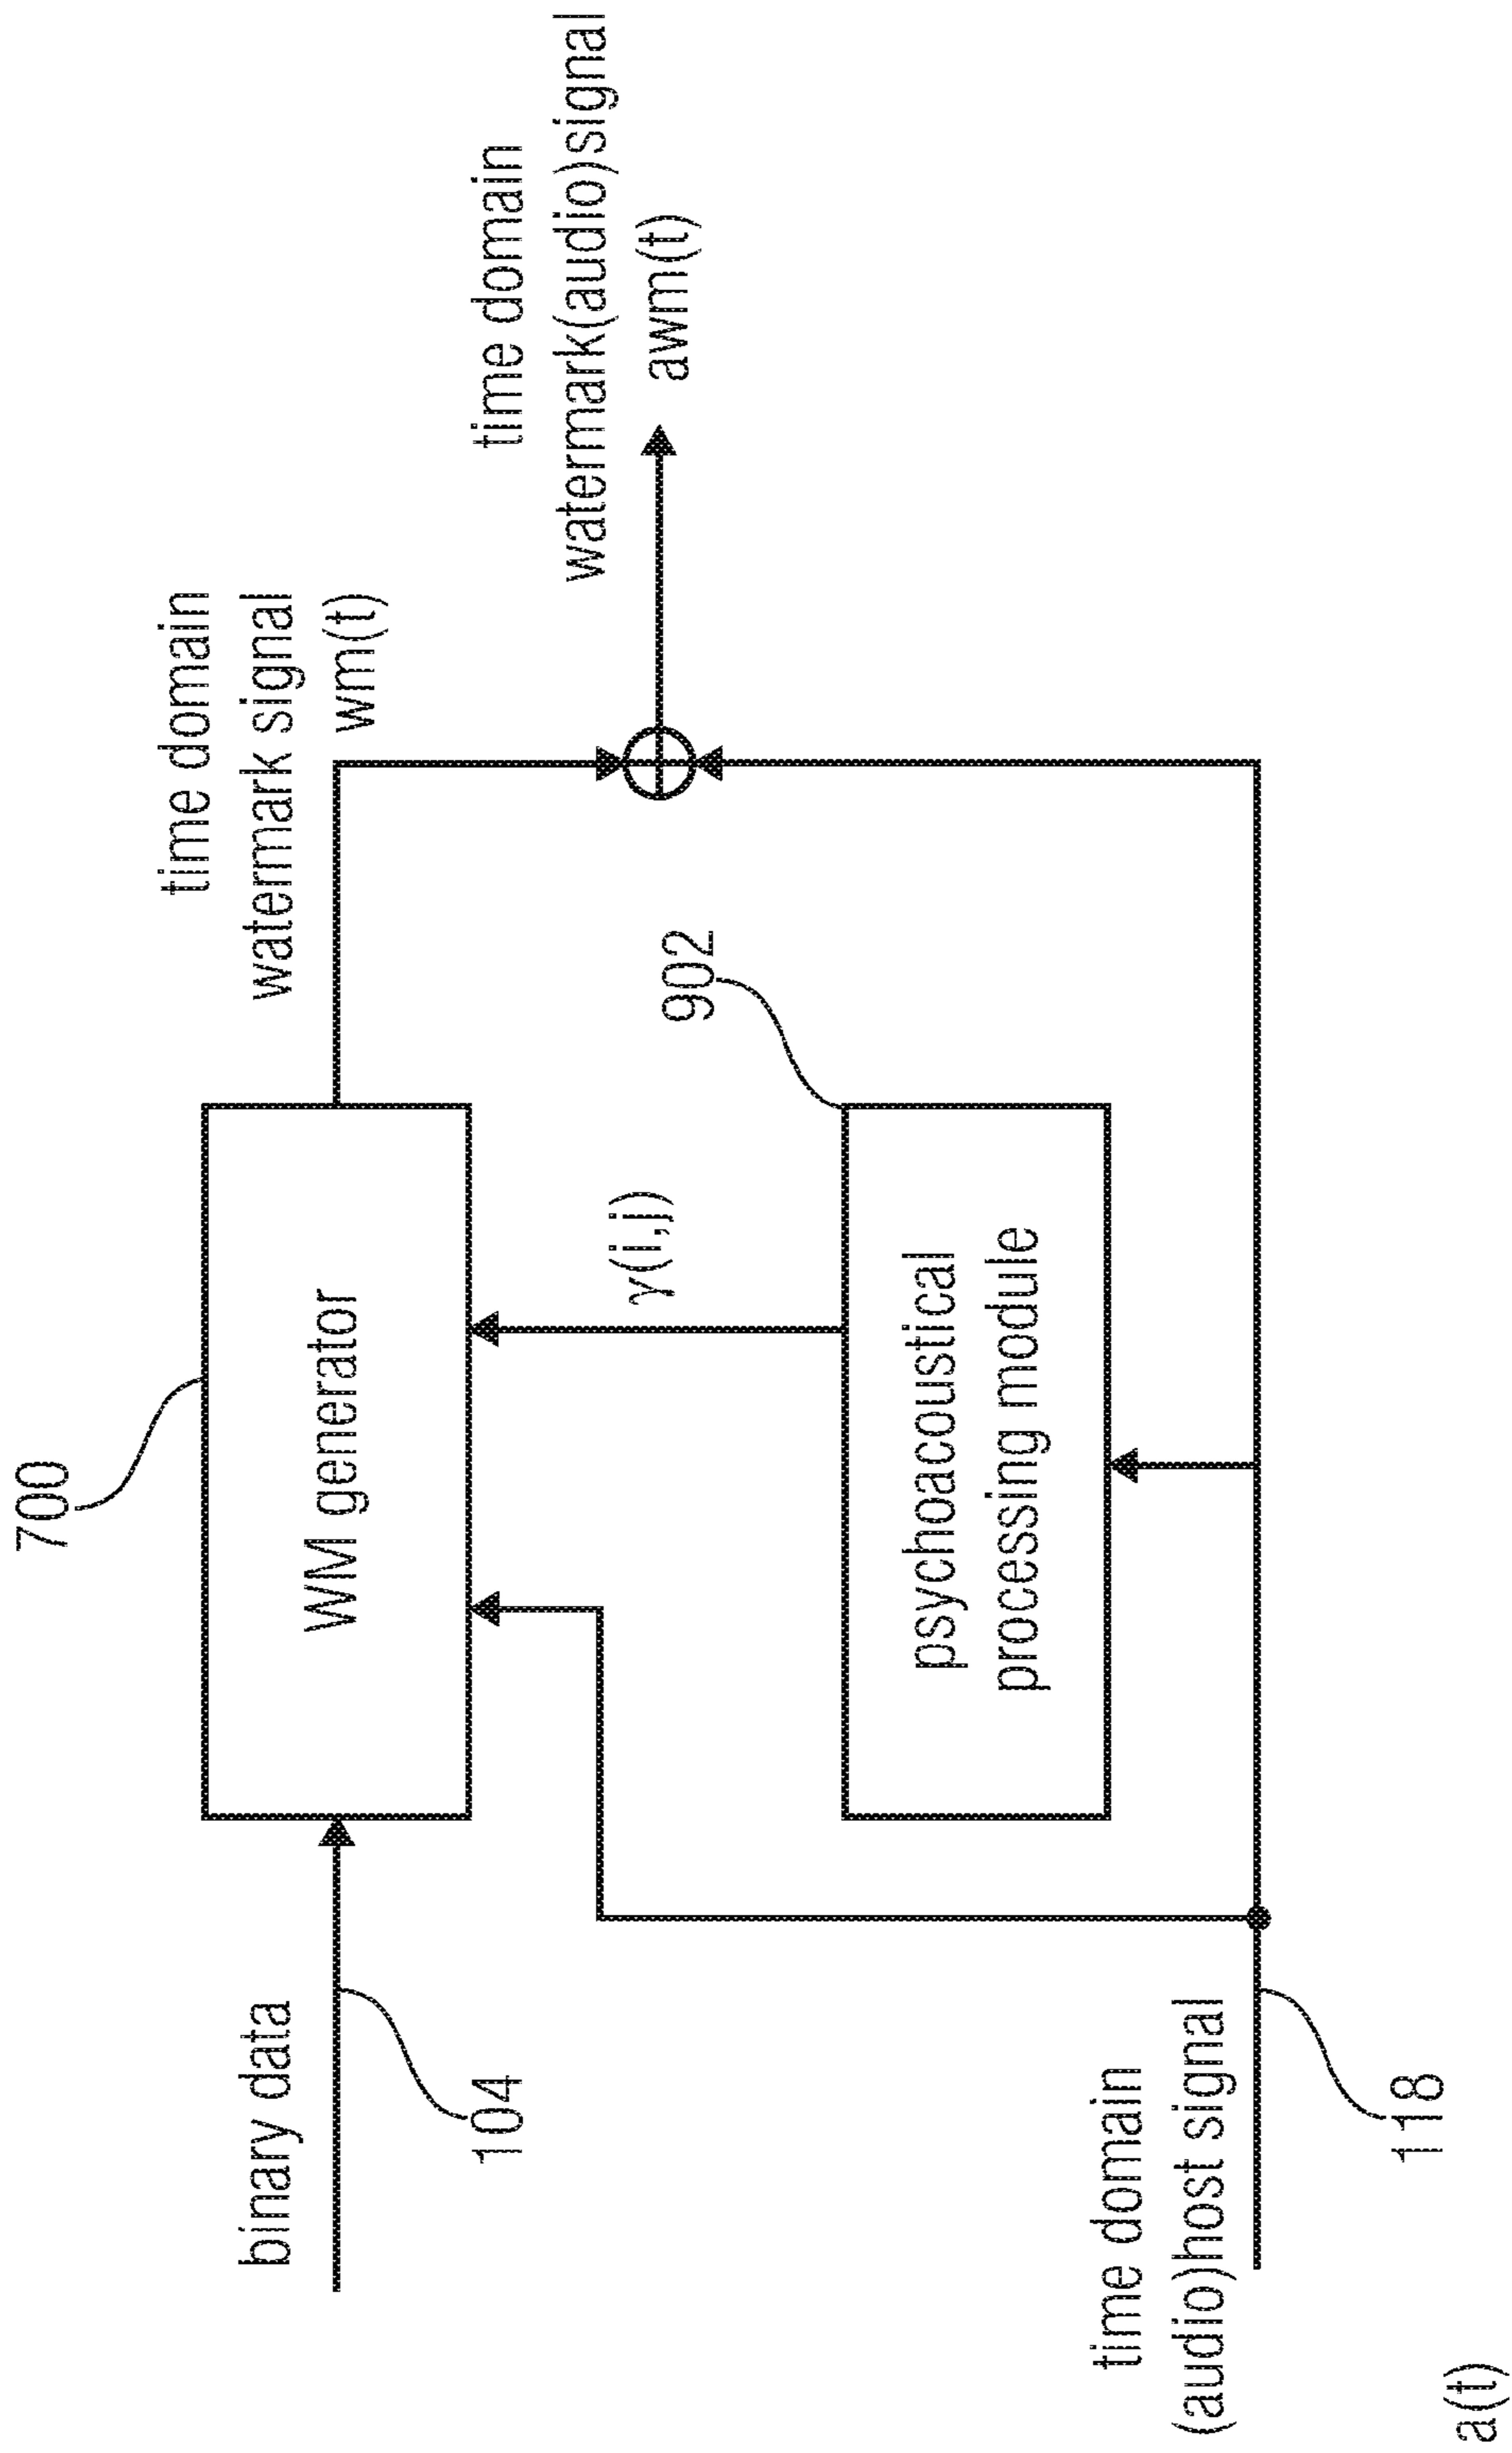 700
WM generator
binary data
104
time domain
watermark signal
wm(t)
γ(i,j)
902
psychoacoustical
processing module
time domain
watermark(audio)signal
awm(t)
time domain
(audio)host signal
118
a(t)